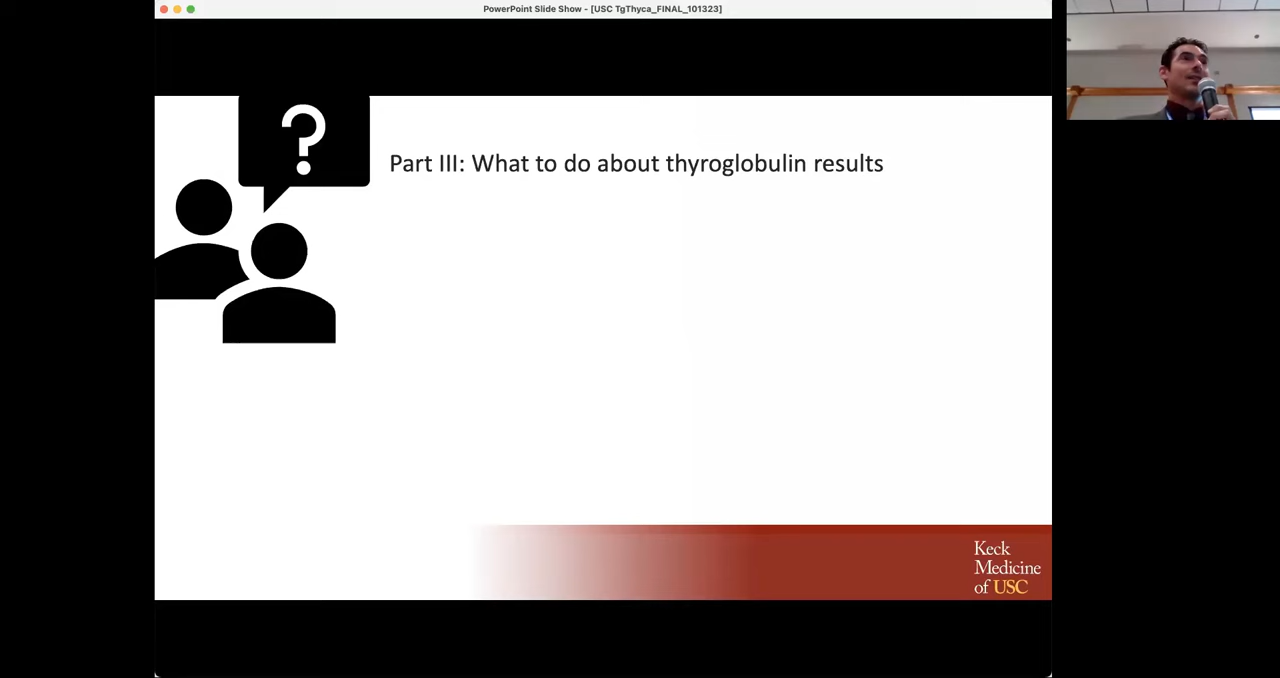 PowerPoint Slide Show - [USC TgThyca_FINAL_101323]
?
Part III: What to do about thyroglobulin results
Keck
Medicine
of USC